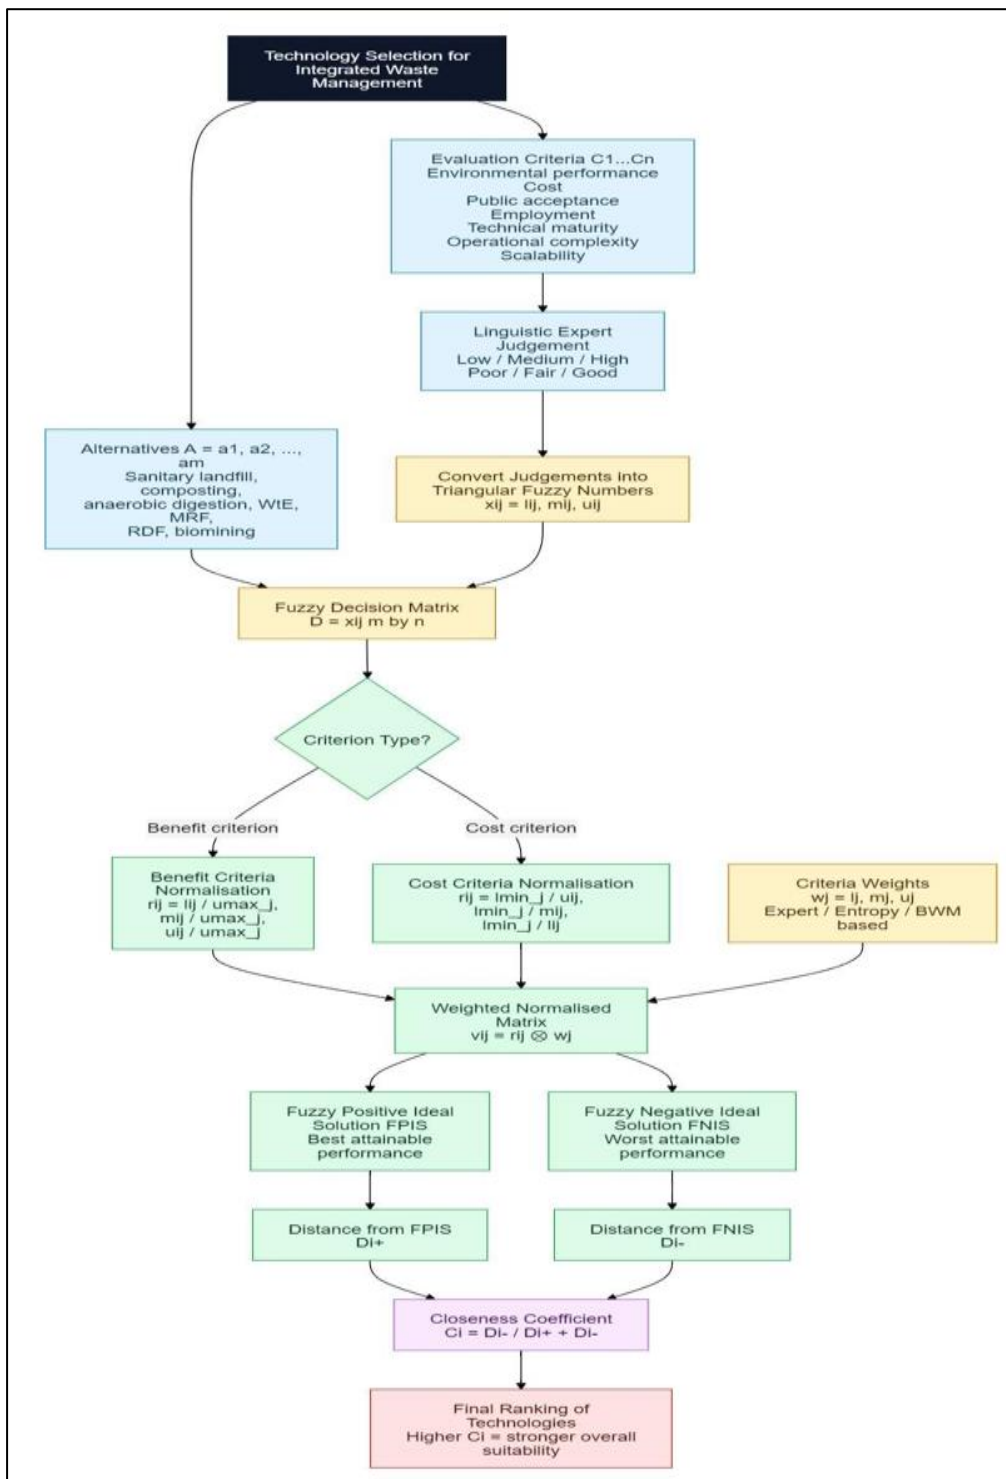 Technology Selection for
Integrated Waste
Management
Evaluation Criteria C1...Cn
Environmental performance
Cost
Public acceptance
Employment
Technical maturity
Operational complexity
Scalability
Linguistic Expert
Judgement
Low / Medium / High
Poor / Fair / Good
Alternatives A = a1, a2, ...,
am
Sanitary landfill,
composting,
anaerobic digestion, WtE,
MRF,
RDF, biomining
Convert Judgements into
Triangular Fuzzy Numbers
xij = lij, mij, uij
Fuzzy Decision Matrix
D = xij m by n
Criterion Type?
Benefit criterion
Cost criterion
Benefit Criteria
Normalisation
rij = lij / umax_j,
mij / umax_j,
uij / umax_j
Cost Criteria Normalisation
rij = lmin_j / uij,
lmin_j / mij,
lmin_j / lij
Criteria Weights
wj = lj, mj, uj
Expert / Entropy / BWM
based
Weighted Normalised
Matrix
vij = rij ⊗ wj
Fuzzy Positive Ideal
Solution FPIS
Best attainable
performance
Fuzzy Negative Ideal
Solution FNIS
Worst attainable
performance
Distance from FPIS
Di+
Distance from FNIS
Di-
Closeness Coefficient
Ci = Di- / Di+ + Di-
Final Ranking of
Technologies
Higher Ci = stronger overall
suitability